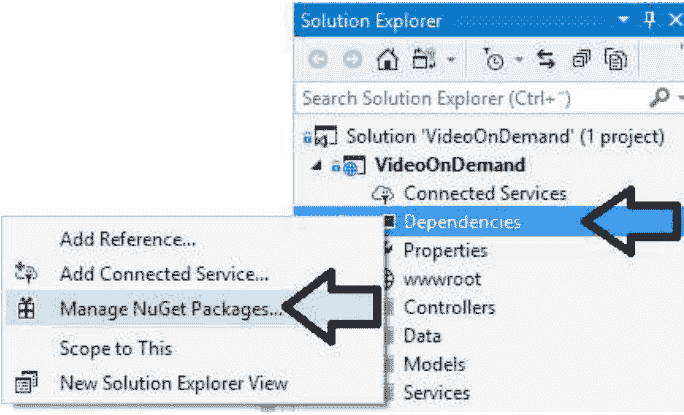 Solution Explorer
Search Solution Explorer (Ctrl+¨)
Solution 'VideoOnDemand' (1 project)
VideoOnDemand
Connected Services
Dependencies
Properties
wwwroot
Controllers
Data
Models
Services
Add Reference...
Add Connected Service...
Manage NuGet Packages...
Scope to This
New Solution Explorer View